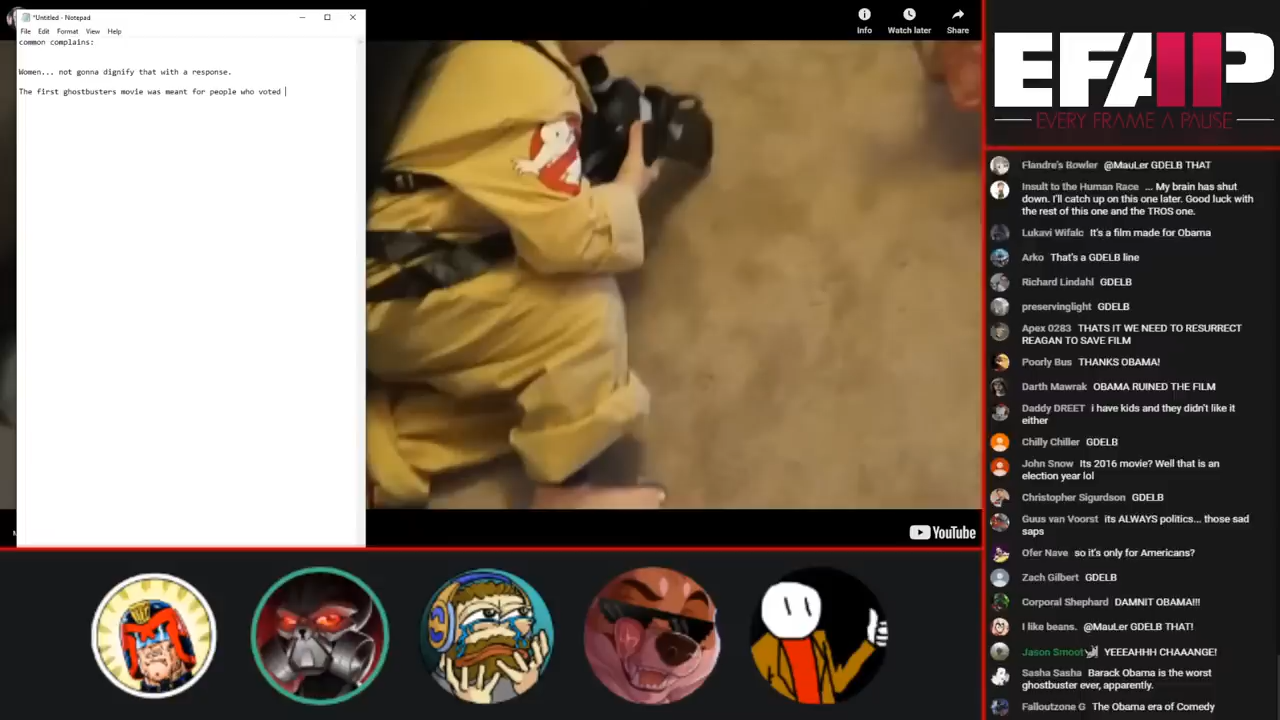 *Untitled - Notepad
File Edit Format View Help
common complains:
Women... not gonna dignify that with a response.
The first ghostbusters movie was meant for people who voted
Info
Watch later
Share
YouTube
EFAP
EVERY FRAME A PAUSE
Flandre's Bowler @MauLer GDELB THAT
Insult to the Human Race ... My brain has shut
down. I'll catch up on this one later. Good luck with
the rest of this one and the TROS one.
Lukavi Wifalc It's a film made for Obama
Arko That's a GDELB line
Richard Lindahl GDELB
preservinglight GDELB
Apex 0283 THATS IT WE NEED TO RESURRECT
REAGAN TO SAVE FILM
Poorly Bus THANKS OBAMA!
Darth Mawrak OBAMA RUINED THE FILM
Daddy DREET i have kids and they didn't like it
either
Chilly Chiller GDELB
John Snow Its 2016 movie? Well that is an
election year lol
Christopher Sigurdson GDELB
Guus van Voorst its ALWAYS politics... those sad
saps
Ofer Nave so it's only for Americans?
Zach Gilbert GDELB
Corporal Shephard DAMNIT OBAMA!!!
I like beans. @MauLer GDELB THAT!
Jason Smoot YEEEAHHH CHAAANGE!
Sasha Sasha Barack Obama is the worst
ghostbuster ever, apparently.
Falloutzone G The Obama era of Comedy